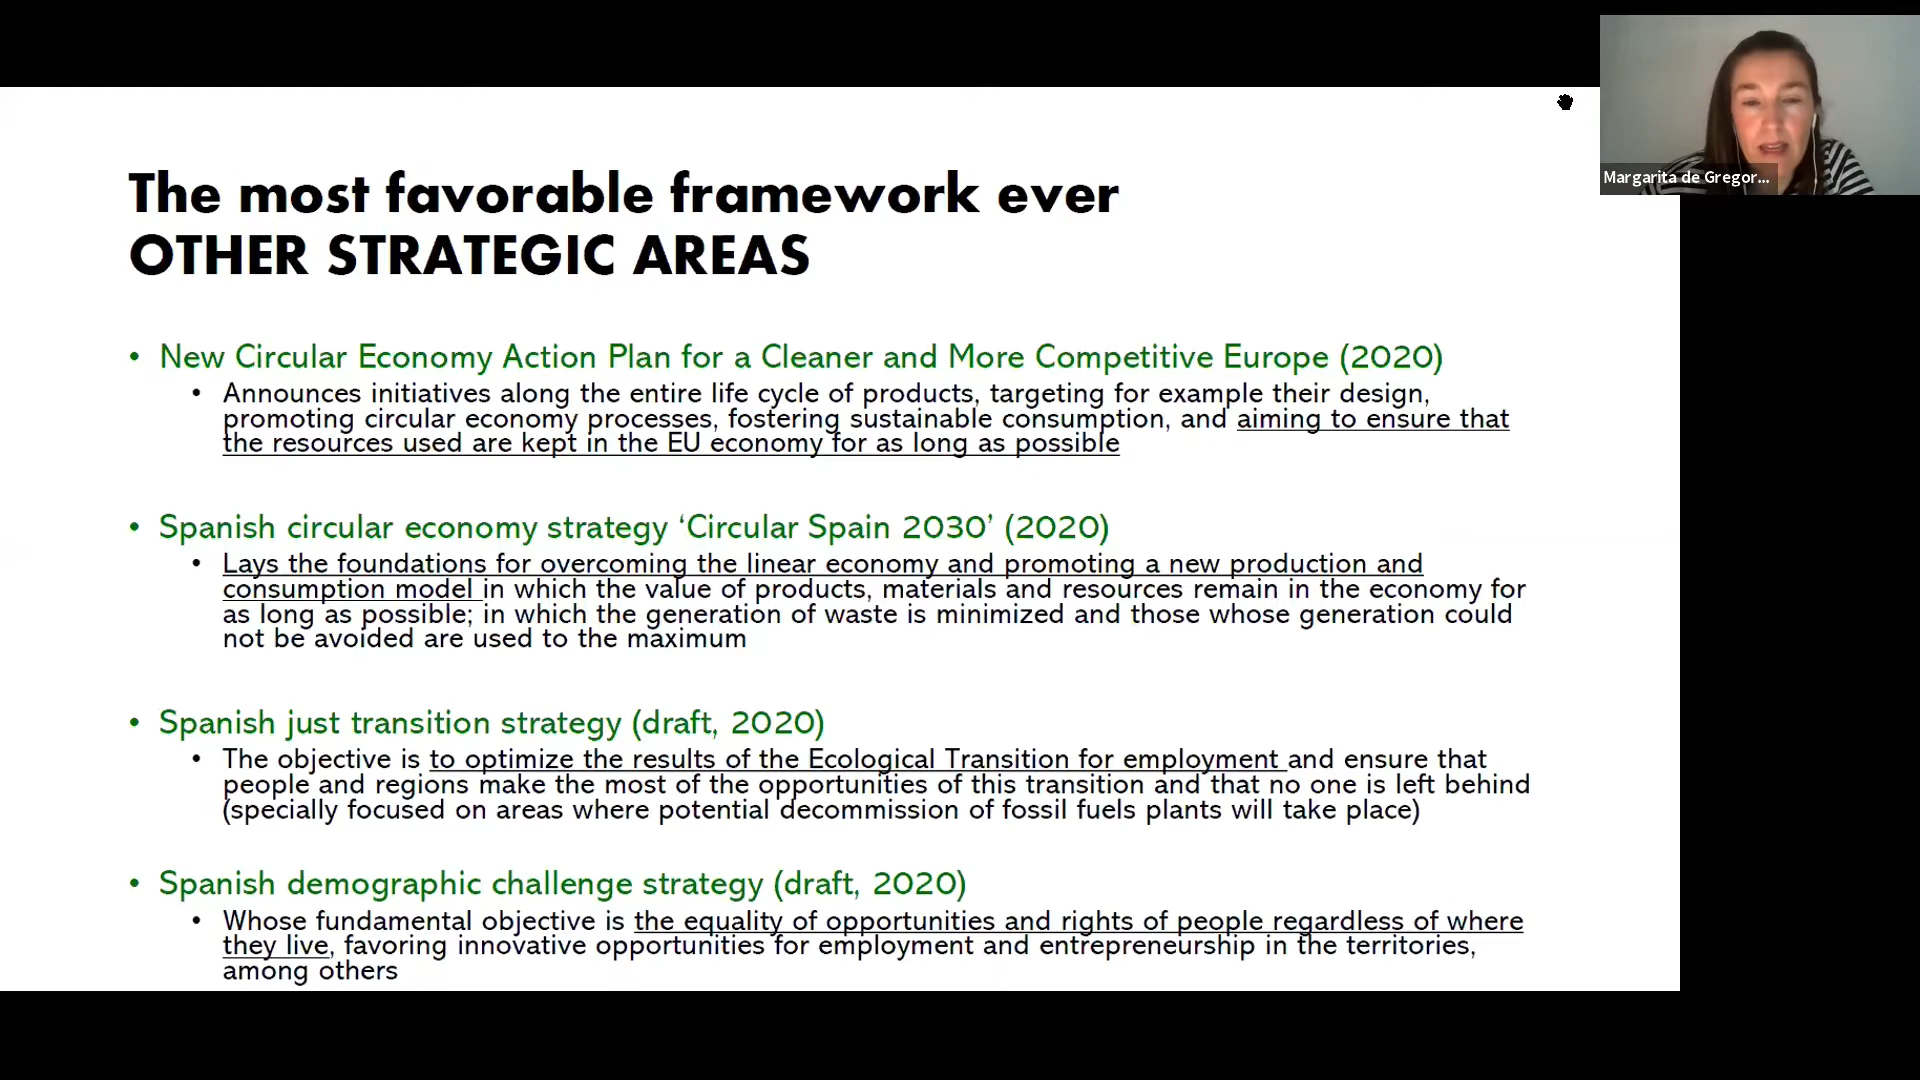 Margarita de Gregor...
The most favorable framework ever
OTHER STRATEGIC AREAS
• New Circular Economy Action Plan for a Cleaner and More Competitive Europe (2020)
• Announces initiatives along the entire life cycle of products, targeting for example their design,
promoting circular economy processes, fostering sustainable consumption, and aiming to ensure that
the resources used are kept in the EU economy for as long as possible
• Spanish circular economy strategy ‘Circular Spain 2030’ (2020)
• Lays the foundations for overcoming the linear economy and promoting a new production and
consumption model in which the value of products, materials and resources remain in the economy for
as long as possible; in which the generation of waste is minimized and those whose generation could
not be avoided are used to the maximum
• Spanish just transition strategy (draft, 2020)
• The objective is to optimize the results of the Ecological Transition for employment and ensure that
people and regions make the most of the opportunities of this transition and that no one is left behind
(specially focused on areas where potential decommission of fossil fuels plants will take place)
• Spanish demographic challenge strategy (draft, 2020)
• Whose fundamental objective is the equality of opportunities and rights of people regardless of where
they live, favoring innovative opportunities for employment and entrepreneurship in the territories,
among others